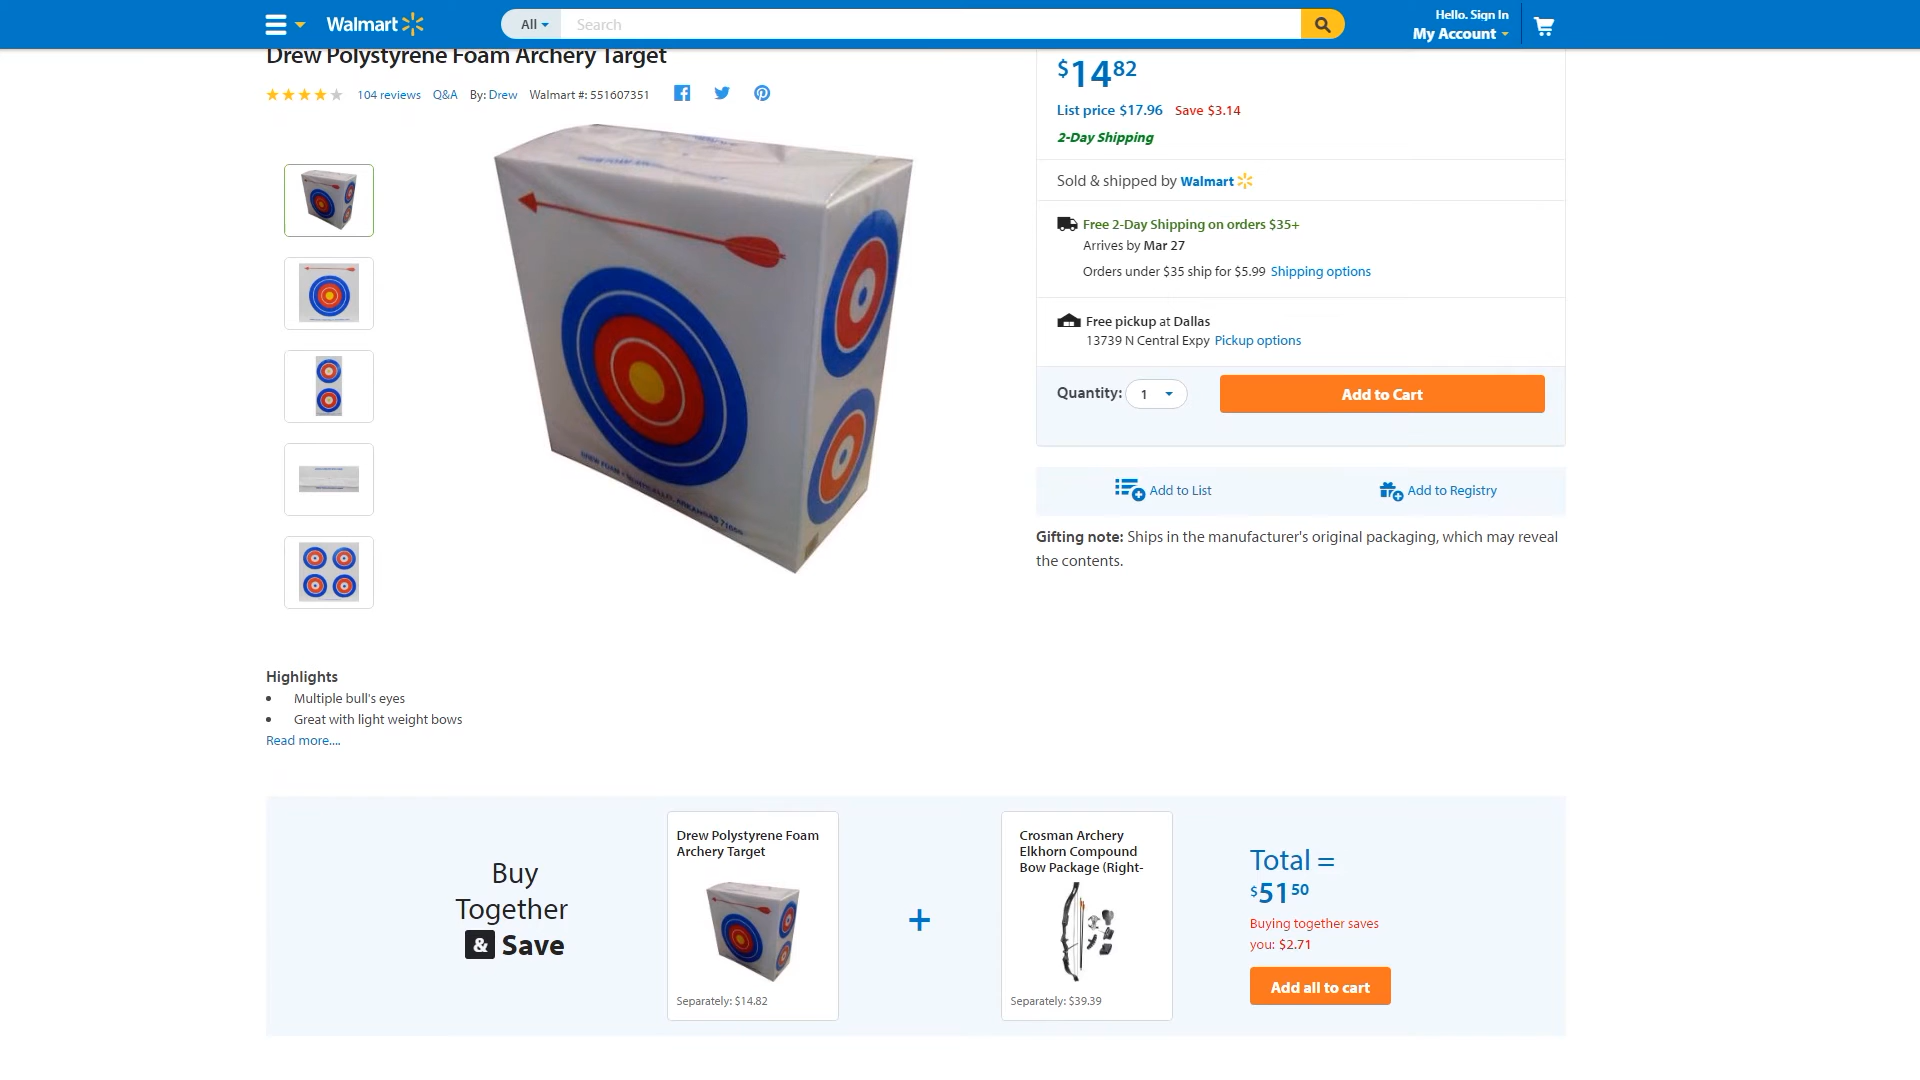 Walmart
All
Search
Hello. Sign In
My Account
Drew Polystyrene Foam Archery Target
104 reviews Q&A By: Drew Walmart #: 551607351
DREW FOAM • MONTICELLO, ARKANSAS 71655
$14 82
List price $17.96 Save $3.14
2-Day Shipping
Sold & shipped by Walmart
Free 2-Day Shipping on orders $35+
Arrives by Mar 27
Orders under $35 ship for $5.99 Shipping options
Free pickup at Dallas
13739 N Central Expy Pickup options
Quantity: 1
Add to Cart
Add to List
Add to Registry
Gifting note: Ships in the manufacturer's original packaging, which may reveal
the contents.
Highlights
• Multiple bull's eyes
• Great with light weight bows
Read more....
Buy
Together
& Save
Drew Polystyrene Foam
Archery Target
Separately: $14.82
+
Crosman Archery
Elkhorn Compound
Bow Package (Right-
Separately: $39.39
Total =
$51 50
Buying together saves
you: $2.71
Add all to cart